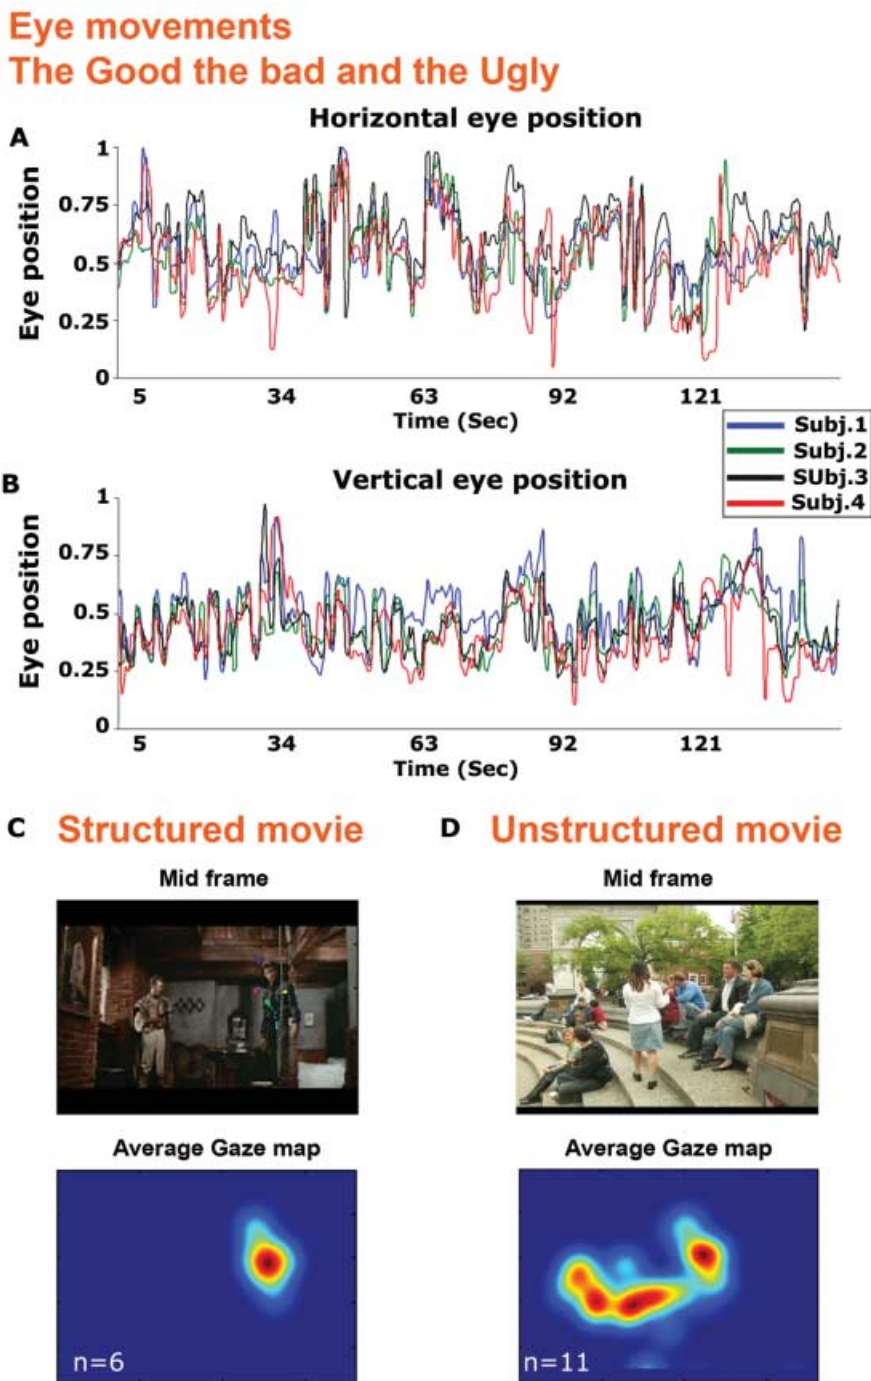 Eye movements
The Good the bad and the Ugly
A
Horizontal eye position
Eye position
1
0.75
0.5
0.25
0
5 34 63 92 121
Time (Sec)
Subj.1
Subj.2
SUbj.3
Subj.4
B
Vertical eye position
Eye position
1
0.75
0.5
0.25
0
5 34 63 92 121
Time (Sec)
C Structured movie
Mid frame
Average Gaze map
n=6
D Unstructured movie
Mid frame
Average Gaze map
n=11